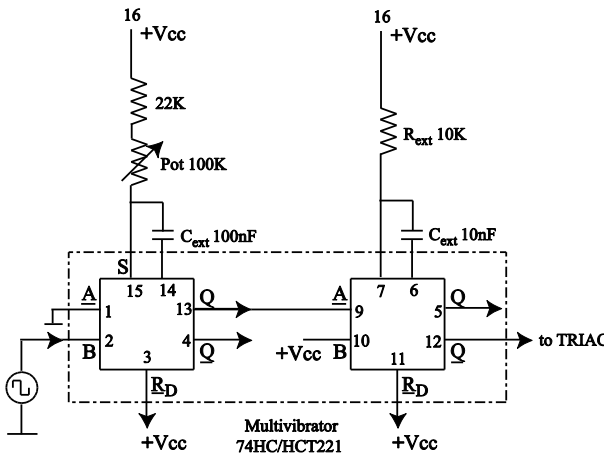 16
+Vcc
22K
Pot 100K
Cext 100nF
S
15 14
A
1
2
B
13
Q
4
Q
3
RD
+Vcc
16
+Vcc
Rext 10K
Cext 10nF
7 6
A
9
10
B
+Vcc
5
Q
12
Q
to TRIAC
11
RD
+Vcc
Multivibrator
74HC/HCT221